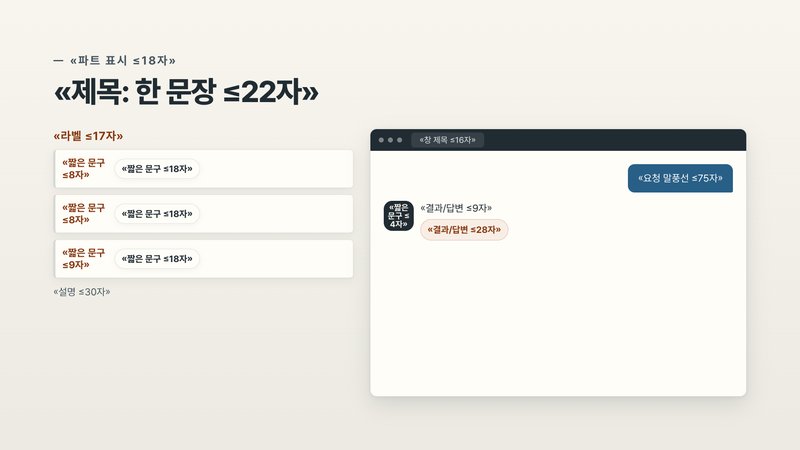 — «파트 표시 ≤18자»
«제목: 한 문장 ≤22자»
«라벨 ≤17자»
«짧은 문구
≤8자»
«짧은 문구 ≤18자»
«짧은 문구
≤8자»
«짧은 문구 ≤18자»
«짧은 문구
≤9자»
«짧은 문구 ≤18자»
«설명 ≤30자»
«창 제목 ≤16자»
«요청 말풍선 ≤75자»
«짧은
문구 ≤
4자»
«결과/답변 ≤9자»
«결과/답변 ≤28자»